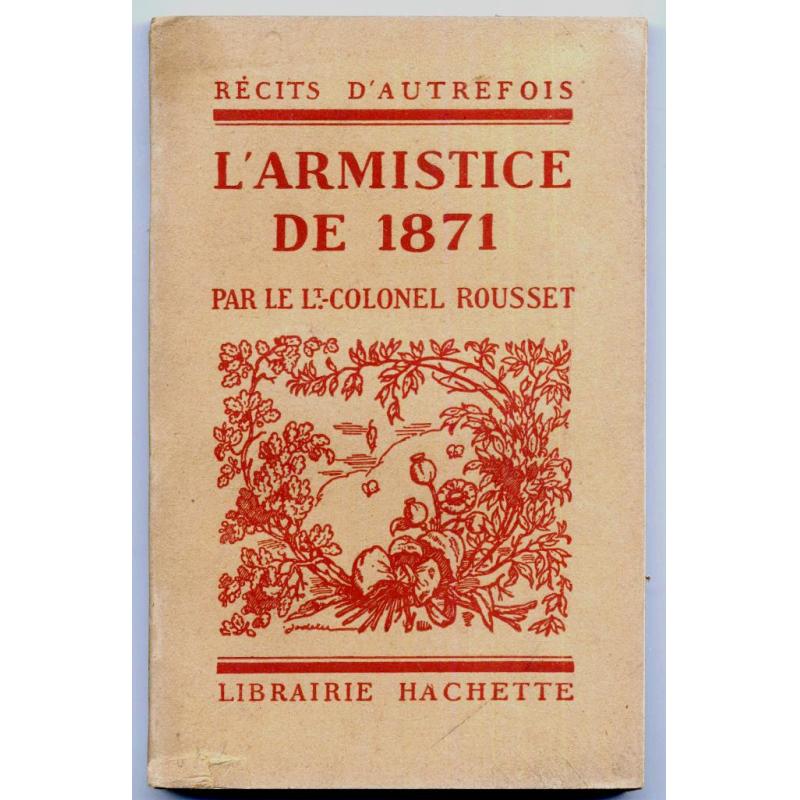 RÉCITS D'AUTREFOIS
L'ARMISTICE
DE 1871
PAR LE LT.-COLONEL ROUSSET
LIBRAIRIE HACHETTE